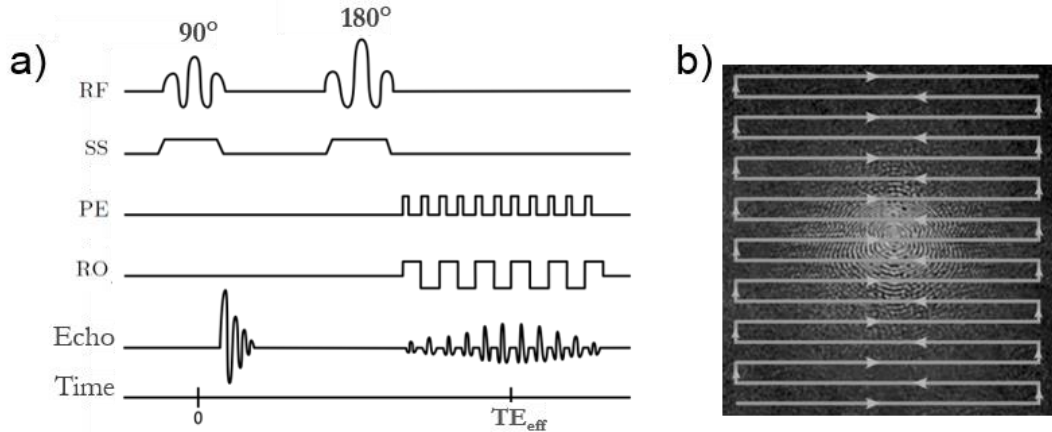 a)
90°
180°
RF
SS
PE
RO
Echo
Time
0
TEeff
b)